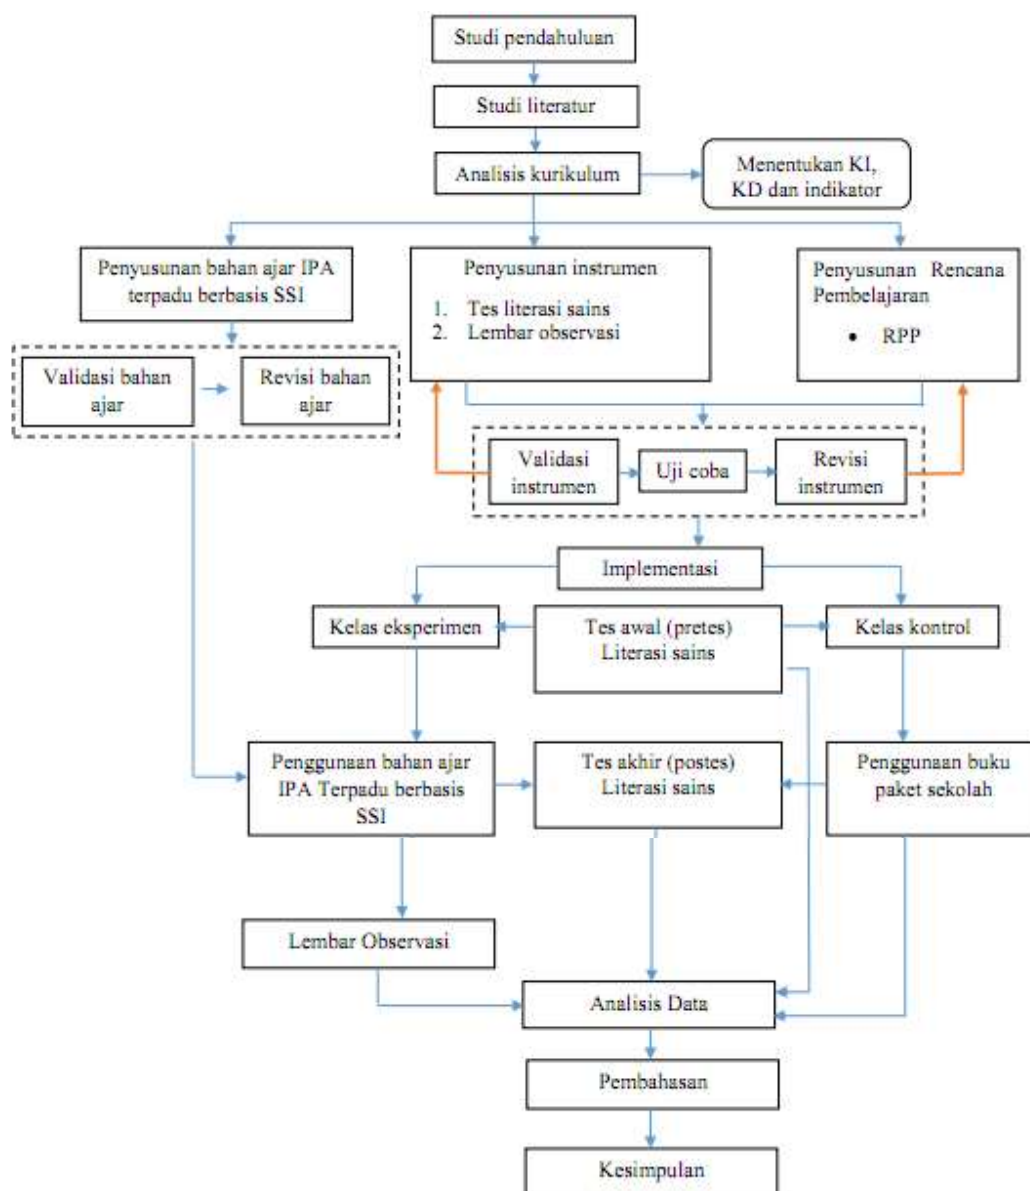 Studi pendahuluan
Studi literatur
Analisis kurikulum
Menentukan KI,
KD dan indikator
Penyusunan bahan ajar IPA
terpadu berbasis SSI
Penyusunan instrumen
1. Tes literasi sains
2. Lembar observasi
Penyusunan Rencana
Pembelajaran
• RPP
Validasi bahan
ajar
Revisi bahan
ajar
Validasi
instrumen
Uji coba
Revisi
instrumen
Implementasi
Kelas eksperimen
Tes awal (pretes)
Literasi sains
Kelas kontrol
Penggunaan bahan ajar
IPA Terpadu berbasis
SSI
Tes akhir (postes)
Literasi sains
Penggunaan buku
paket sekolah
Lembar Observasi
Analisis Data
Pembahasan
Kesimpulan